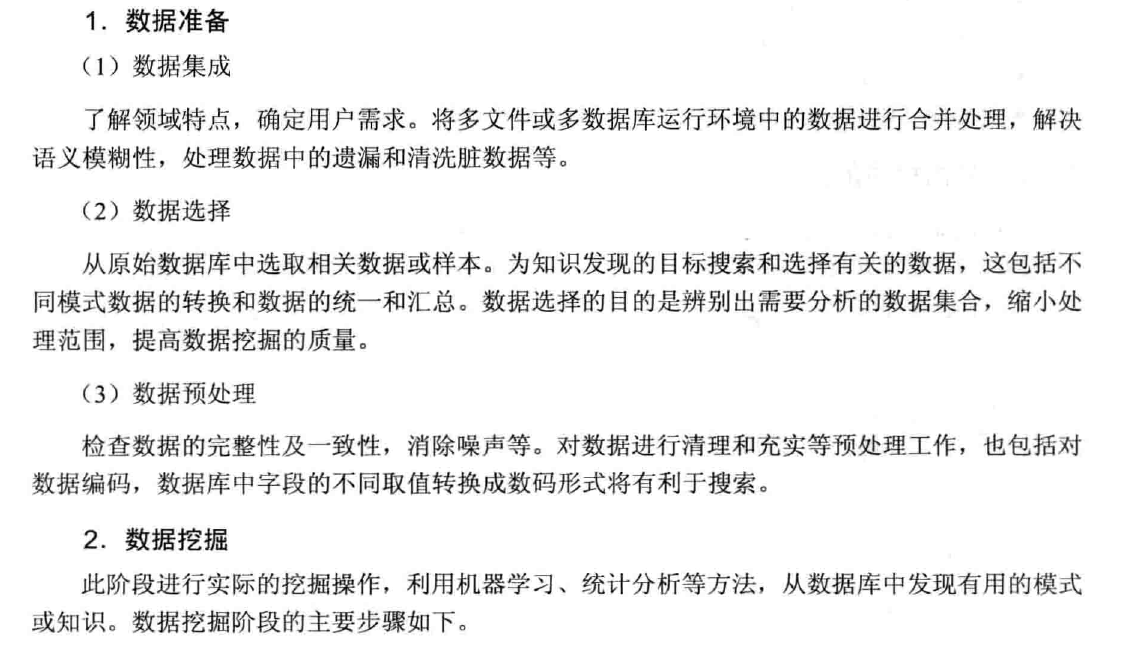 1．数据准备
（1）数据集成
了解领域特点，确定用户需求。将多文件或多数据库运行环境中的数据进行合并处理，解决
语义模糊性，处理数据中的遗漏和清洗脏数据等。
（2）数据选择
从原始数据库中选取相关数据或样本。为知识发现的目标搜索和选择有关的数据，这包括不
同模式数据的转换和数据的统一和汇总。数据选择的目的是辨别出需要分析的数据集合，缩小处
理范围，提高数据挖掘的质量。
（3）数据预处理
检查数据的完整性及一致性，消除噪声等。对数据进行清理和充实等预处理工作，也包括对
数据编码，数据库中字段的不同取值转换成数码形式将有利于搜索。
2．数据挖掘
此阶段进行实际的挖掘操作，利用机器学习、统计分析等方法，从数据库中发现有用的模式
或知识。数据挖掘阶段的主要步骤如下。